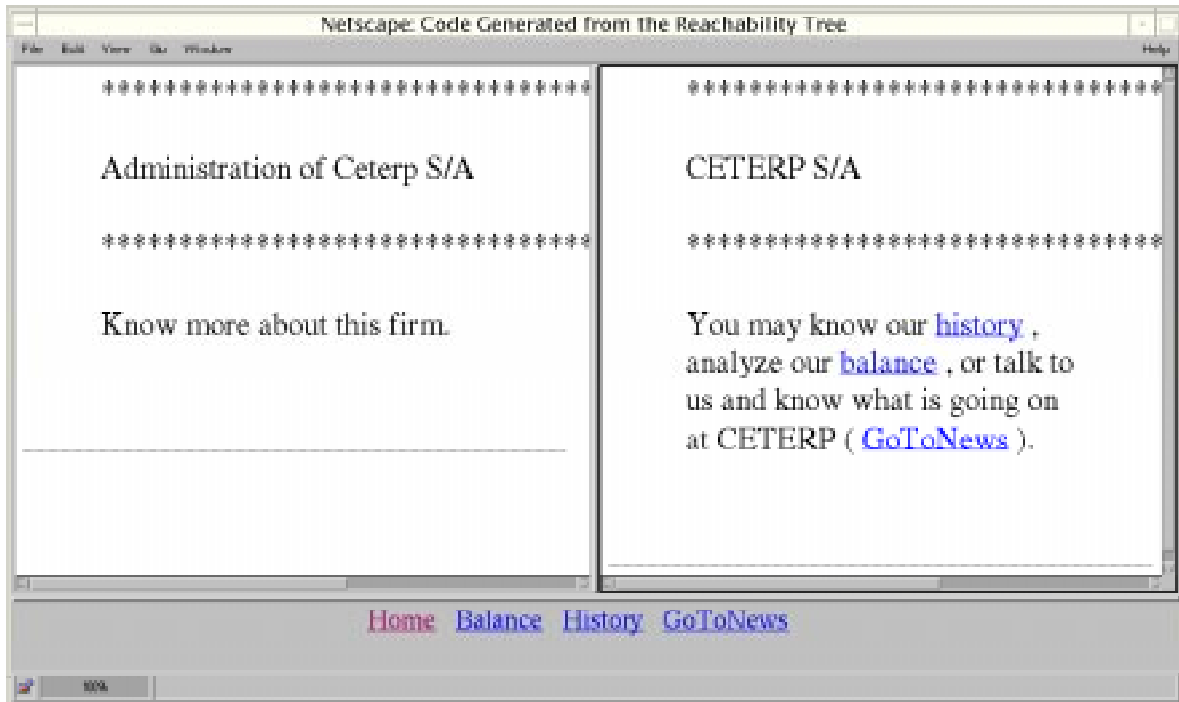 Netscape: Code Generated from the Reachability Tree
File Edit View Go Window Help
********************************
Administration of Ceterp S/A
********************************
Know more about this firm.
*******************************
CETERP S/A
*******************************
You may know our history ,
analyze our balance , or talk to
us and know what is going on
at CETERP ( GoToNews ).
Home Balance History GoToNews
100%